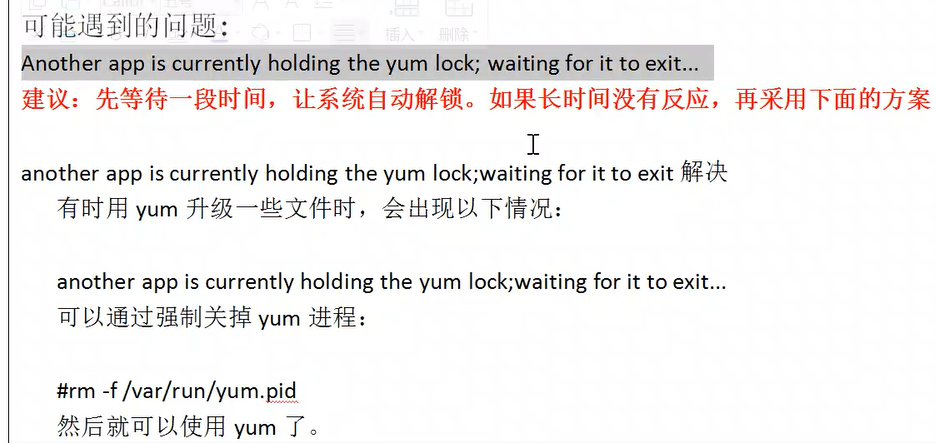 可能遇到的问题：
Another app is currently holding the yum lock; waiting for it to exit...
建议：先等待一段时间，让系统自动解锁。如果长时间没有反应，再采用下面的方案
another app is currently holding the yum lock;waiting for it to exit 解决
有时用 yum 升级一些文件时，会出现以下情况：
another app is currently holding the yum lock;waiting for it to exit...
可以通过强制关掉 yum 进程：
#rm -f /var/run/yum.pid
然后就可以使用 yum 了。